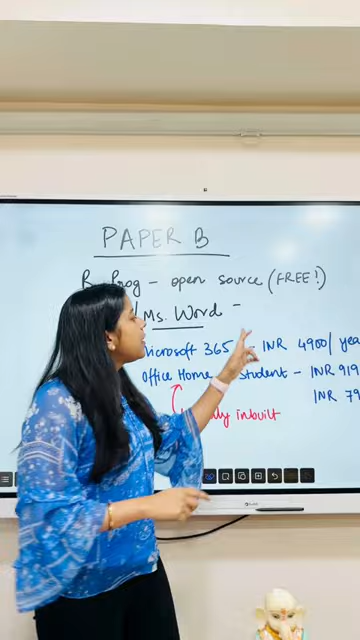 PAPER B
R Prog - open source (FREE!)
Ms. Word -
Microsoft 365 - INR 4900/yea
Office Home Student - INR 919
INR 79
inbuilt